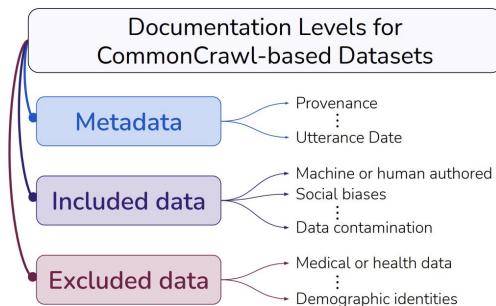 Documentation Levels for
CommonCrawl-based Datasets
Metadata
Provenance
Utterance Date
Included data
Machine or human authored
Social biases
Data contamination
Excluded data
Medical or health data
Demographic identities